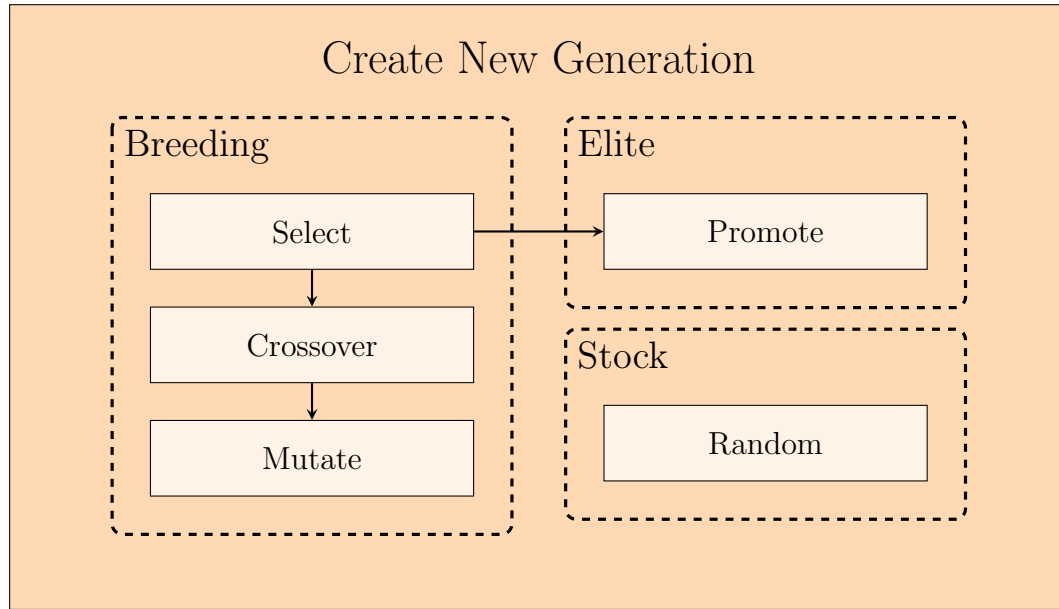 Create New Generation
Breeding
Select
Crossover
Mutate
Elite
Promote
Stock
Random